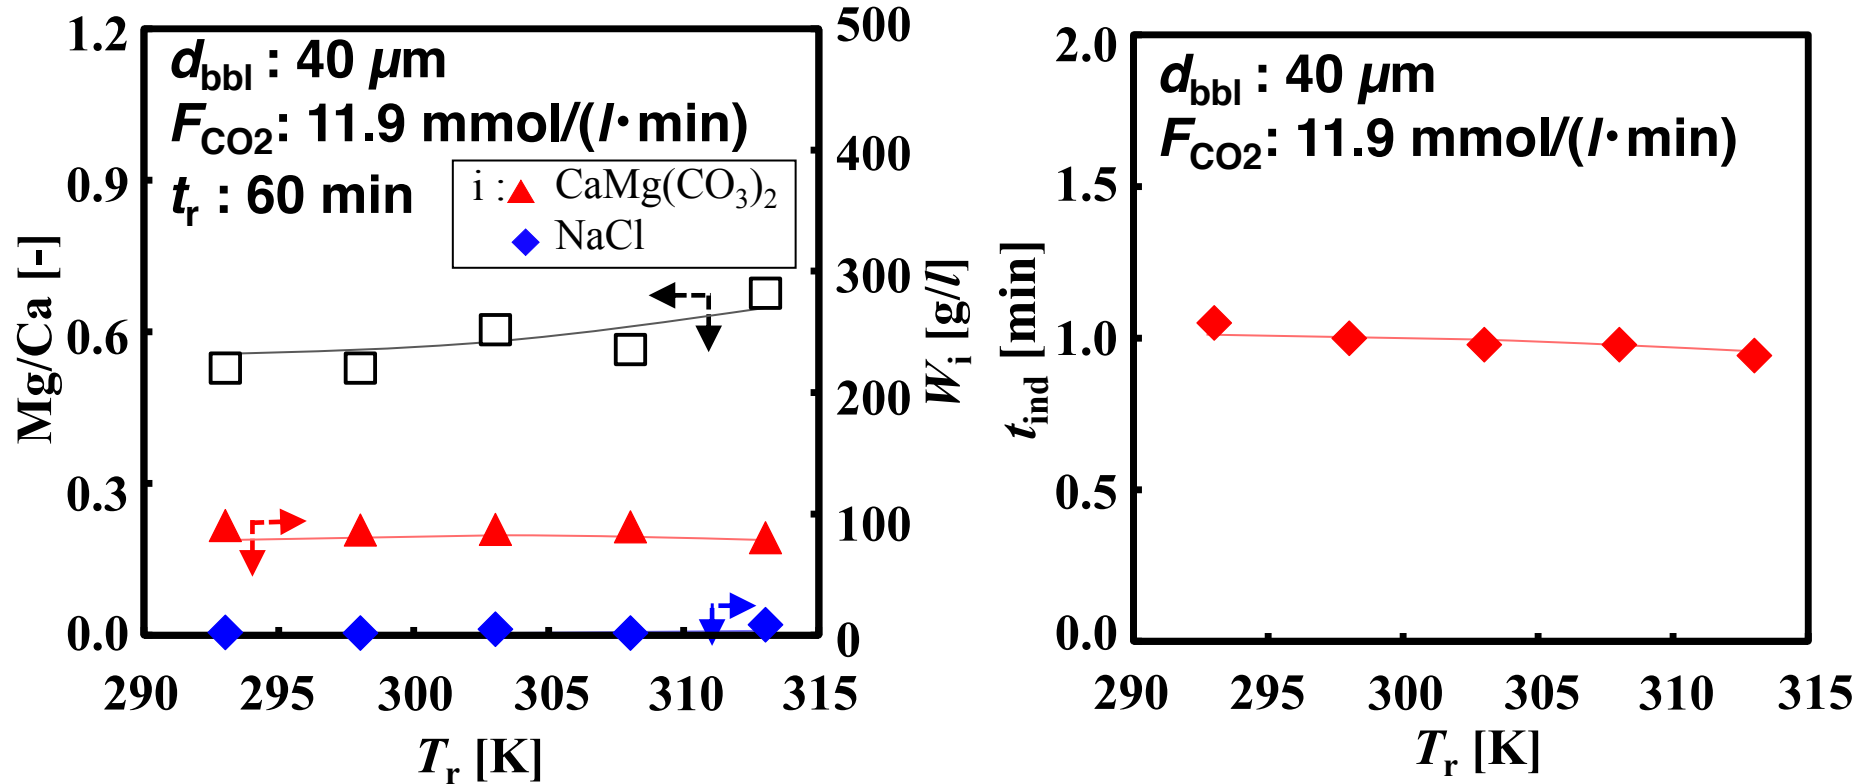 d_bbl : 40 μm
F_CO2 : 11.9 mmol/(l・min)
t_r : 60 min
i : CaMg(CO₃)₂
NaCl
1.2
0.9
0.6
0.3
0.0
Mg/Ca [-]
500
400
300
200
100
0
W_i [g/l]
290 295 300 305 310 315
T_r [K]
d_bbl : 40 μm
F_CO2 : 11.9 mmol/(l・min)
2.0
1.5
1.0
0.5
0.0
t_ind [min]
290 295 300 305 310 315
T_r [K]